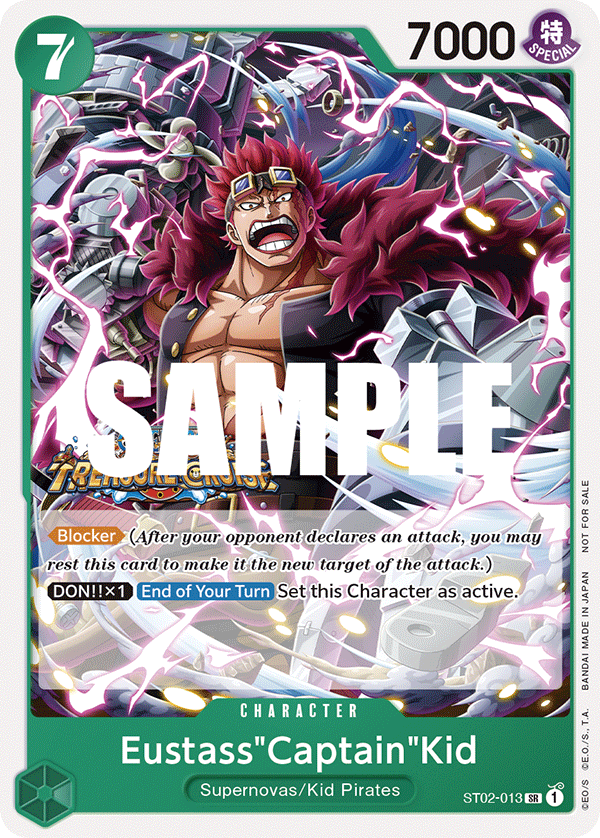 7
7000
特
SPECIAL
SAMPLE
TREASURE CRUISE
Blocker (After your opponent declares an attack, you may
rest this card to make it the new target of the attack.)
DON!!×1 End of Your Turn Set this Character as active.
CHARACTER
Eustass"Captain"Kid
Supernovas/Kid Pirates
ST02-013 SR 1
©EO/S ©E.O./S., T.A. BANDAI MADE IN JAPAN NOT FOR SALE